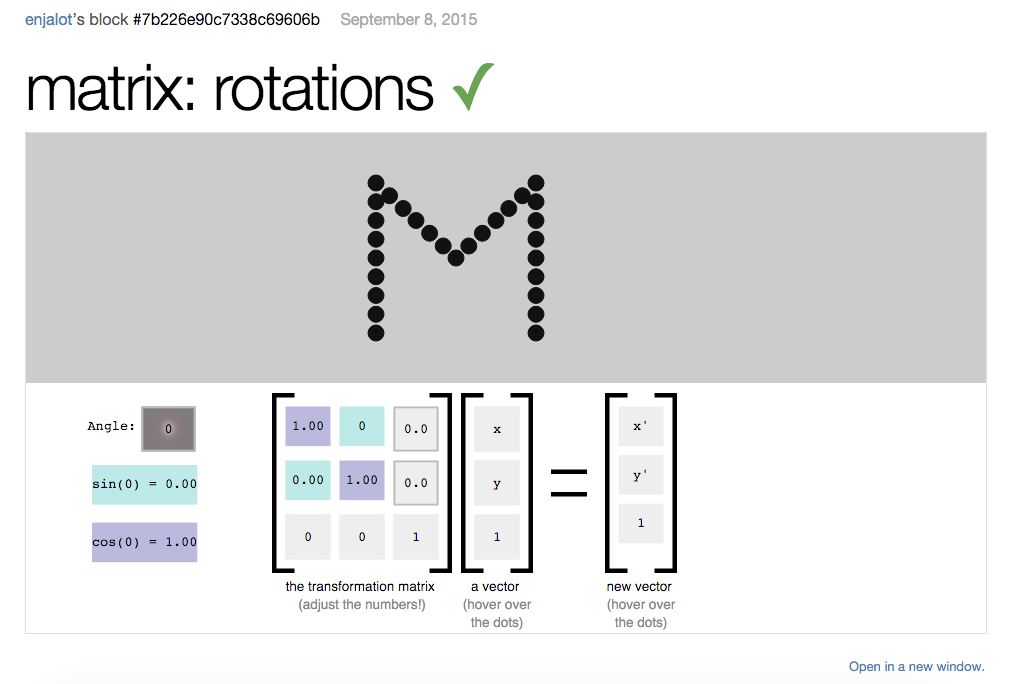 enjalot's block #7b226e90c7338c69606b September 8, 2015
matrix: rotations ✓
Angle: 0
sin(0) = 0.00
cos(0) = 1.00
1.00 0 0.0
0.00 1.00 0.0
0 0 1
x
y
1
=
x'
y'
1
the transformation matrix
(adjust the numbers!)
a vector
(hover over
the dots)
new vector
(hover over
the dots)
Open in a new window.